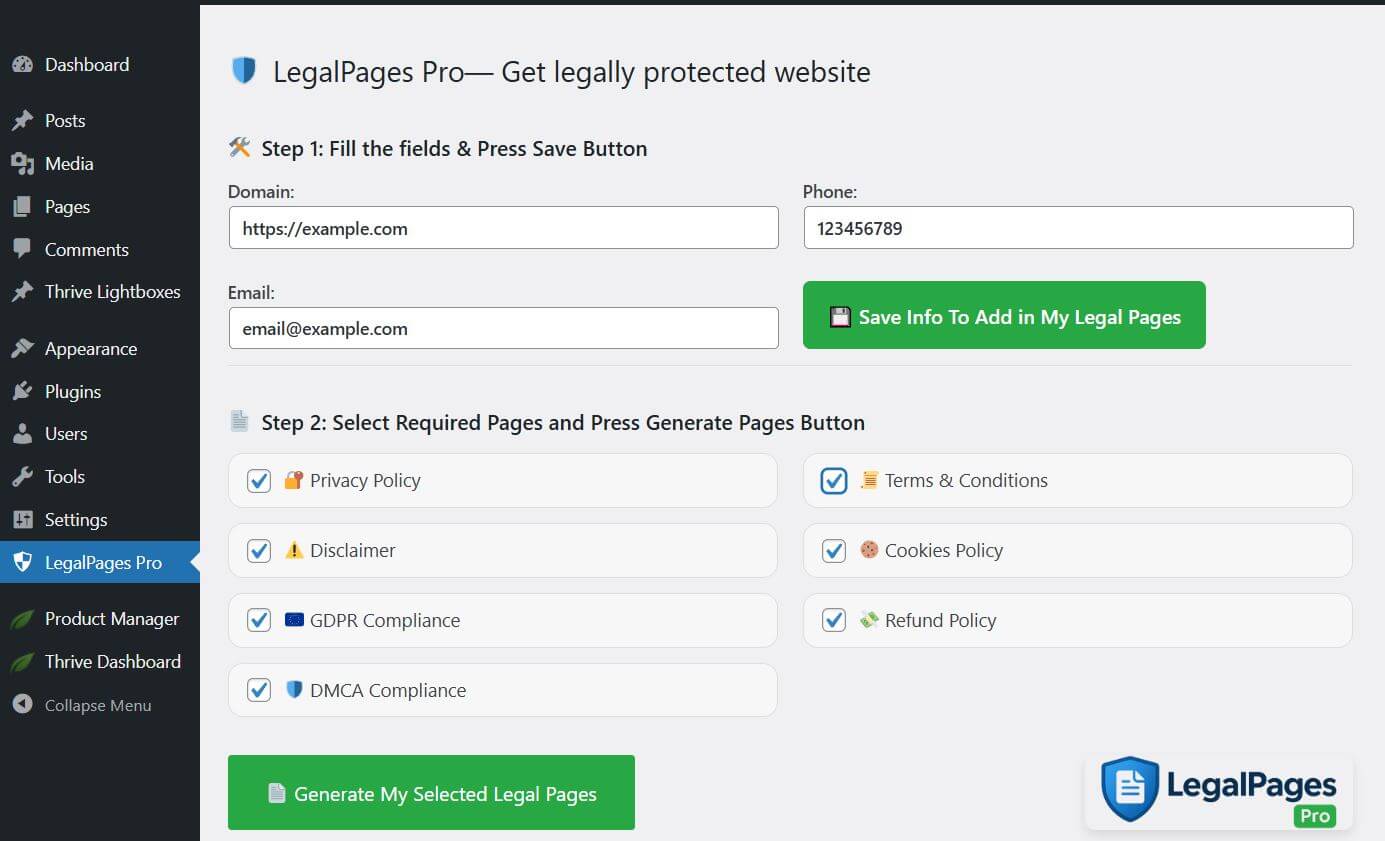 Dashboard
Posts
Media
Pages
Comments
Thrive Lightboxes
Appearance
Plugins
Users
Tools
Settings
LegalPages Pro
Product Manager
Thrive Dashboard
Collapse Menu
LegalPages Pro— Get legally protected website
Step 1: Fill the fields & Press Save Button
Domain:
https://example.com
Phone:
123456789
Email:
email@example.com
Save Info To Add in My Legal Pages
Step 2: Select Required Pages and Press Generate Pages Button
Privacy Policy
Terms & Conditions
Disclaimer
Cookies Policy
GDPR Compliance
Refund Policy
DMCA Compliance
Generate My Selected Legal Pages
LegalPages
Pro